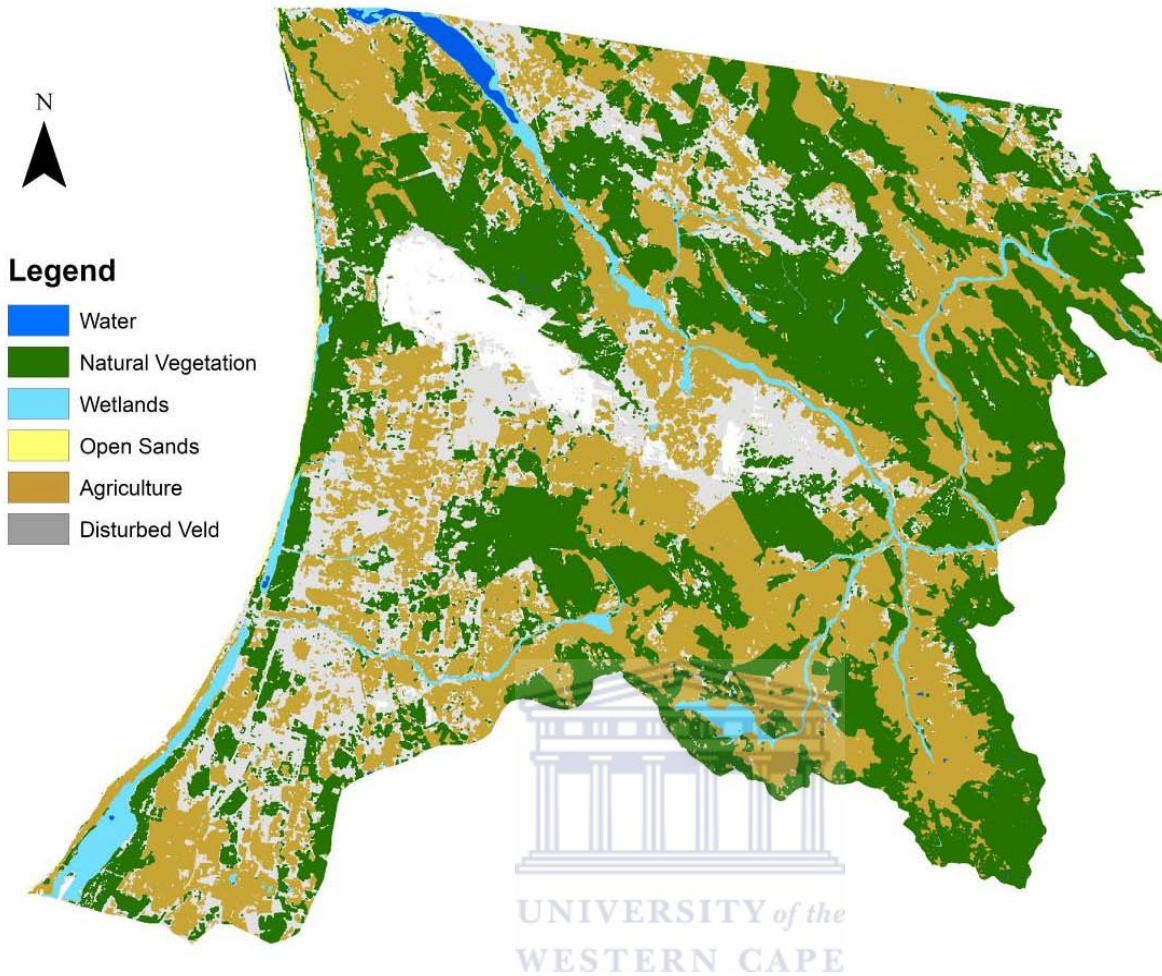 N
Legend
Water
Natural Vegetation
Wetlands
Open Sands
Agriculture
Disturbed Veld
UNIVERSITY of the
WESTERN CAPE